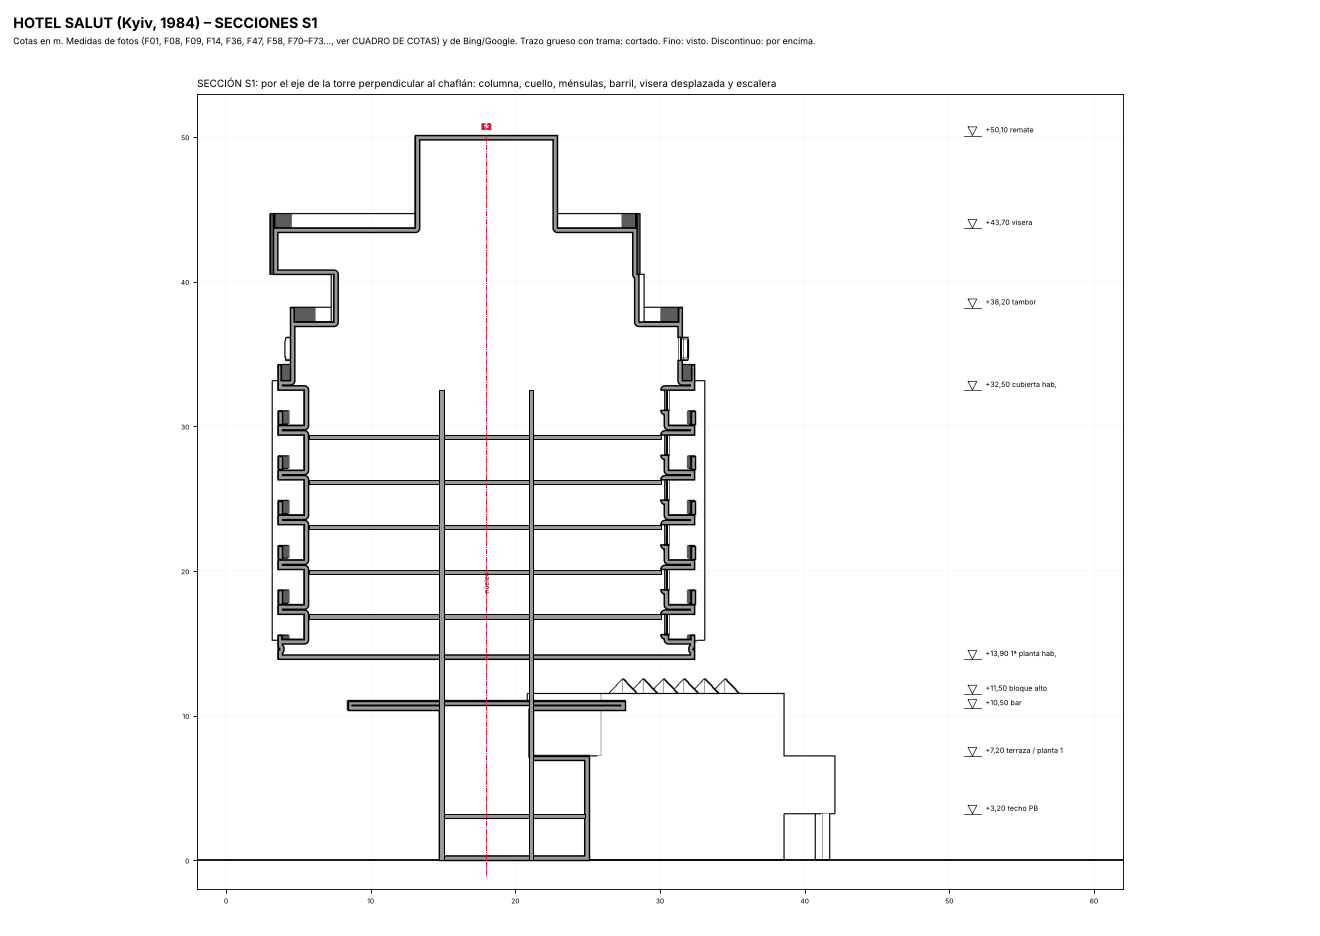 HOTEL SALUT (Kyiv, 1984) – SECCIONES S1
Cotas en m. Medidas de fotos (F01, F08, F09, F14, F36, F47, F58, F70–F73..., ver CUADRO DE COTAS) y de Bing/Google. Trazo grueso con trama: cortado. Fino: visto. Discontinuo: por encima.
SECCIÓN S1: por el eje de la torre perpendicular al chaflán: columna, cuello, ménsulas, barril, visera desplazada y escalera
+50,10 remate
50
+43,70 visera
40
+38,20 tambor
+32,50 cubierta hab,
30
20
núcleo
+13,90 1ª planta hab,
+11,50 bloque alto
+10,50 bar
10
+7,20 terraza / planta 1
+3,20 techo PB
0
0 10 20 30 40 50 60